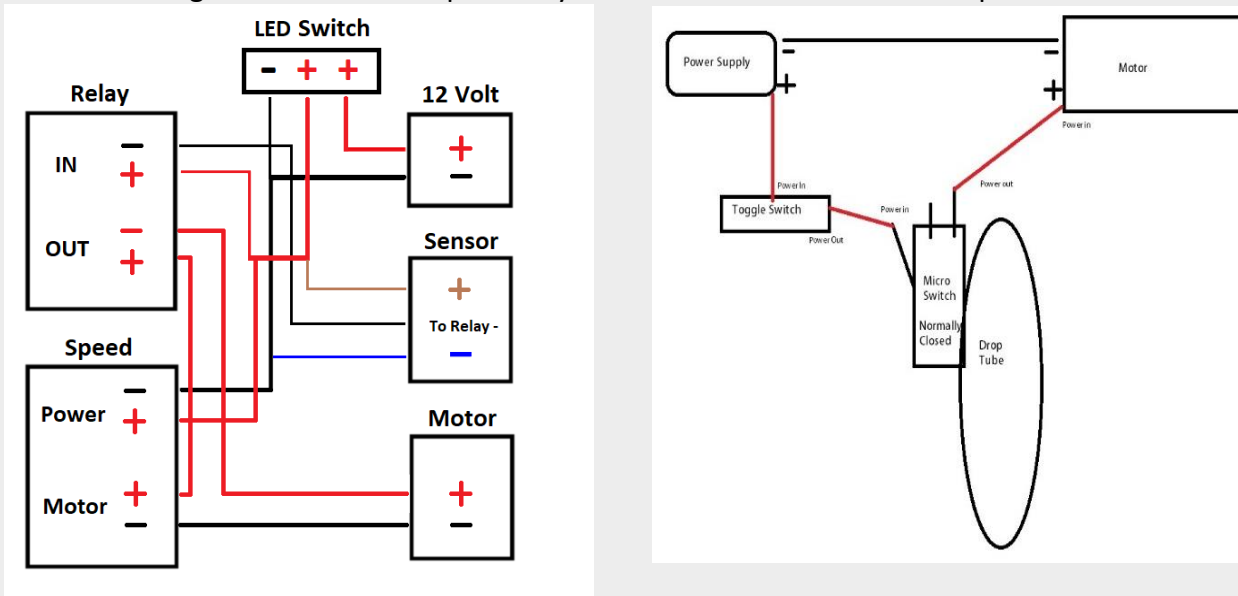 LED Switch
- + +
Relay
12 Volt
IN
-
+
OUT
-
+
+
-
Sensor
+
To Relay -
-
Speed
Power
-
+
Motor
+
-
Motor
+
-
Power Supply
-
+
-
+
Motor
Power in
Power In
Toggle Switch
Power Out
Power in
Power out
Micro
Switch
Normally
Closed
Drop
Tube